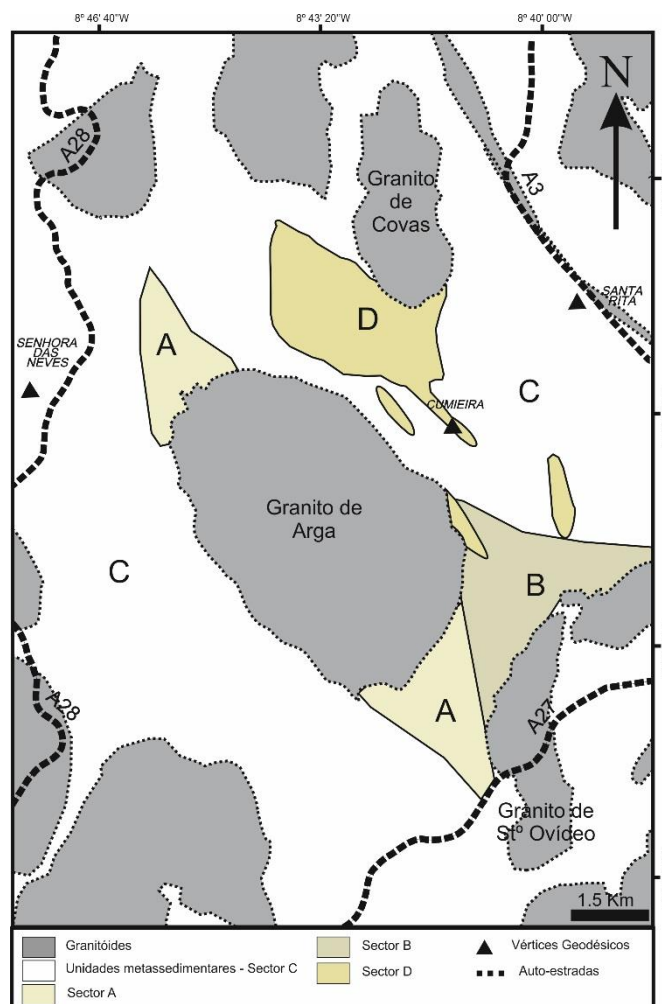 8° 46' 40"W
8° 43' 20"W
8° 40' 00"W
N
A28
A3
Granito
de
Covas
SANTA
RITA
D
SENHORA
DAS
NEVES
A
C
CUMIEIRA
Granito de
Arga
C
B
A28
A
A27
Granito de
Stº Ovídeo
1.5 Km
Granitóides
Unidades metassedimentares - Sector C
Sector A
Sector B
Sector D
Vértices Geodésicos
Auto-estradas